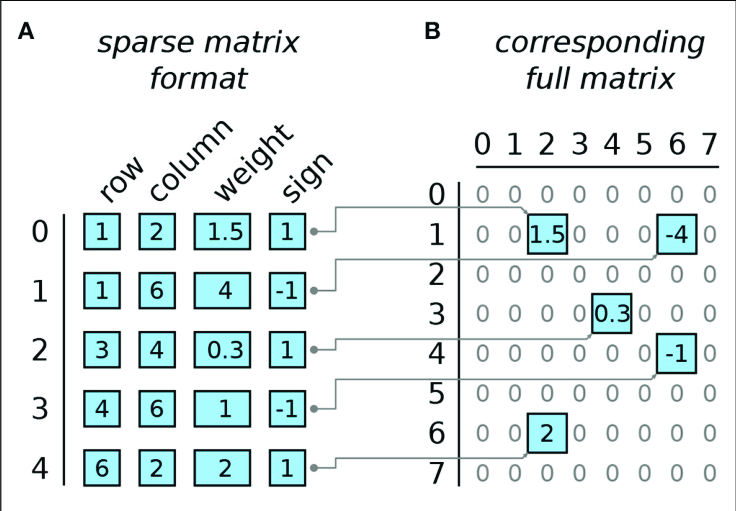 A
sparse matrix
format
row column weight sign
0 1 2 1.5 1
1 1 6 4 -1
2 3 4 0.3 1
3 4 6 1 -1
4 6 2 2 1
B
corresponding
full matrix
0 1 2 3 4 5 6 7
0 0 0 0 0 0 0 0 0
1 0 0 1.5 0 0 0 -4 0
2 0 0 0 0 0 0 0 0
3 0 0 0 0 0.3 0 0 0
4 0 0 0 0 0 0 -1 0
5 0 0 0 0 0 0 0 0
6 0 0 2 0 0 0 0 0
7 0 0 0 0 0 0 0 0